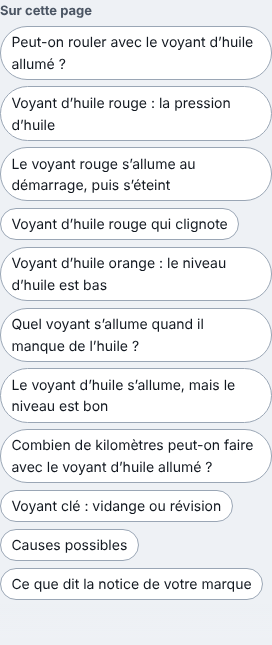 Sur cette page
Peut-on rouler avec le voyant d’huile
allumé ?
Voyant d’huile rouge : la pression
d’huile
Le voyant rouge s’allume au
démarrage, puis s’éteint
Voyant d’huile rouge qui clignote
Voyant d’huile orange : le niveau
d’huile est bas
Quel voyant s’allume quand il
manque de l’huile ?
Le voyant d’huile s’allume, mais le
niveau est bon
Combien de kilomètres peut-on faire
avec le voyant d’huile allumé ?
Voyant clé : vidange ou révision
Causes possibles
Ce que dit la notice de votre marque